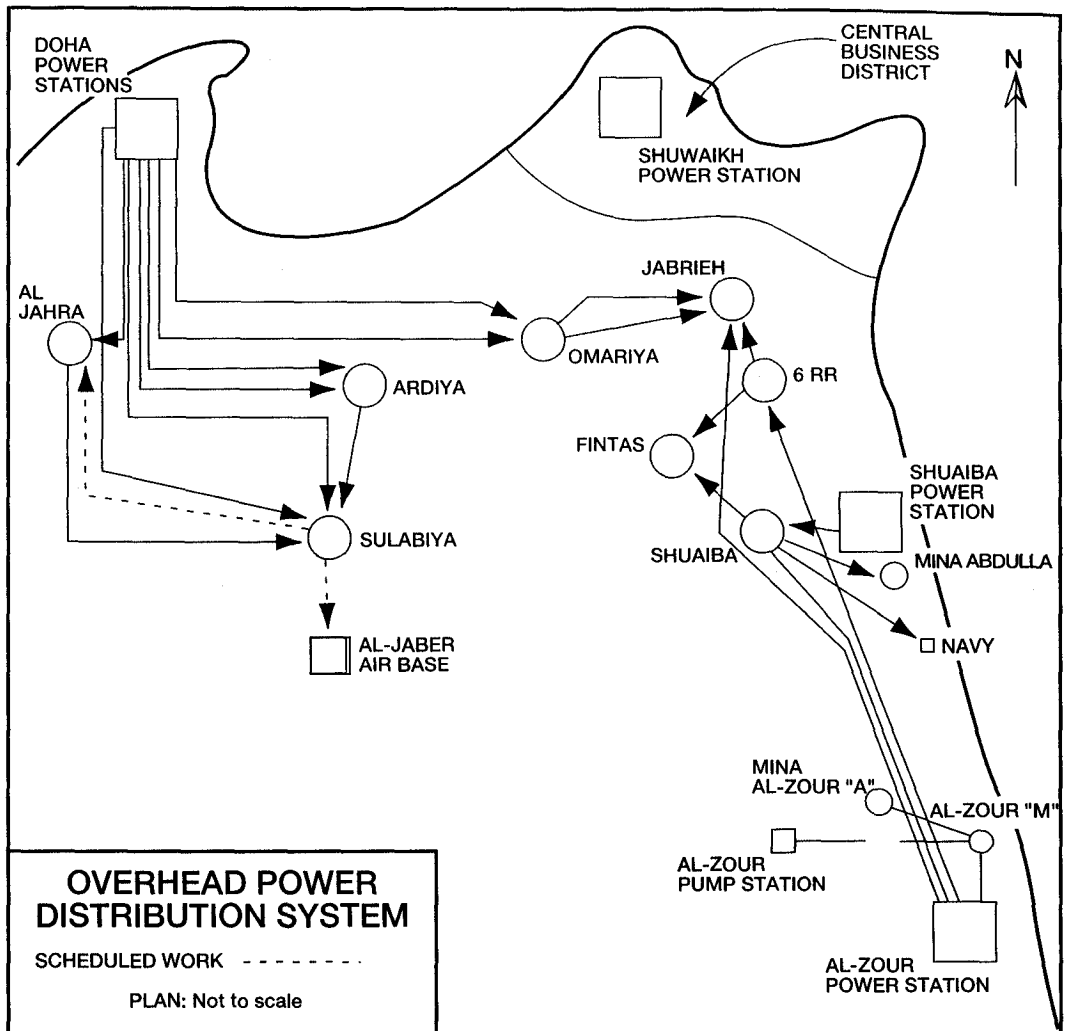 DOHA
POWER
STATIONS
CENTRAL
BUSINESS
DISTRICT
N
SHUWAIKH
POWER STATION
JABRIEH
AL
JAHRA
OMARIYA
6 RR
ARDIYA
FINTAS
SHUAIBA
POWER
STATION
SULABIYA
SHUAIBA
MINA ABDULLA
AL-JABER
AIR BASE
NAVY
MINA
AL-ZOUR "A"
AL-ZOUR "M"
AL-ZOUR
PUMP STATION
AL-ZOUR
POWER STATION
OVERHEAD POWER
DISTRIBUTION SYSTEM
SCHEDULED WORK
PLAN: Not to scale